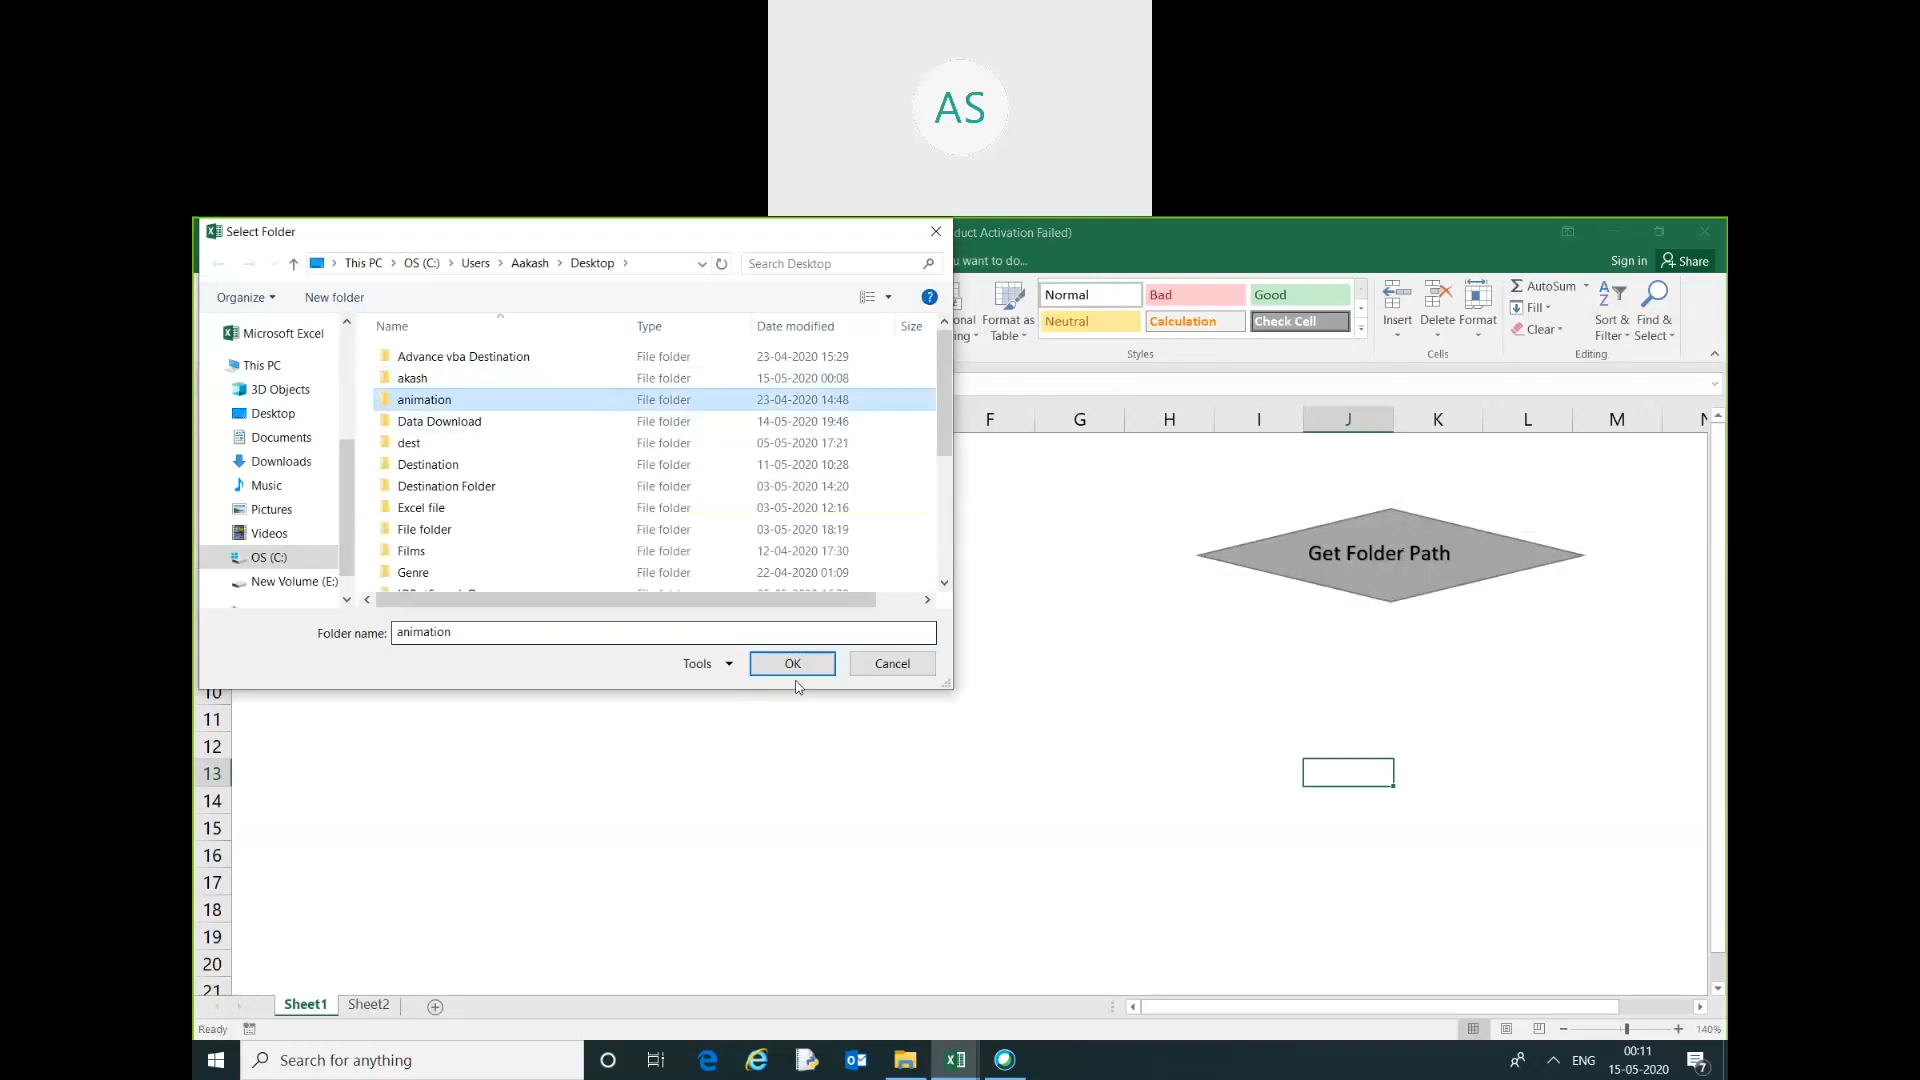 AS
Select Folder
duct Activation Failed)
This PC > OS (C:) > Users > Aakash > Desktop >
Search Desktop
u want to do...
Sign in
Share
Organize
New folder
Normal
Bad
Good
Neutral
Calculation
Check Cell
onal Format as
ing Table
Styles
Insert Delete Format
Cells
AutoSum
Fill
Clear
Sort & Find &
Filter Select
Editing
Microsoft Excel
This PC
3D Objects
Desktop
Documents
Downloads
Music
Pictures
Videos
OS (C:)
New Volume (E:)
Name Type Date modified Size
Advance vba Destination File folder 23-04-2020 15:29
akash File folder 15-05-2020 00:08
animation File folder 23-04-2020 14:48
Data Download File folder 14-05-2020 19:46
dest File folder 05-05-2020 17:21
Destination File folder 11-05-2020 10:28
Destination Folder File folder 03-05-2020 14:20
Excel file File folder 03-05-2020 12:16
File folder File folder 03-05-2020 18:19
Films File folder 12-04-2020 17:30
Genre File folder 22-04-2020 01:09
Folder name: animation
Tools OK Cancel
F G H I J K L M N
Get Folder Path
10
11
12
13
14
15
16
17
18
19
20
21
Sheet1 Sheet2
Ready
140%
Search for anything
ENG
00:11
15-05-2020
7